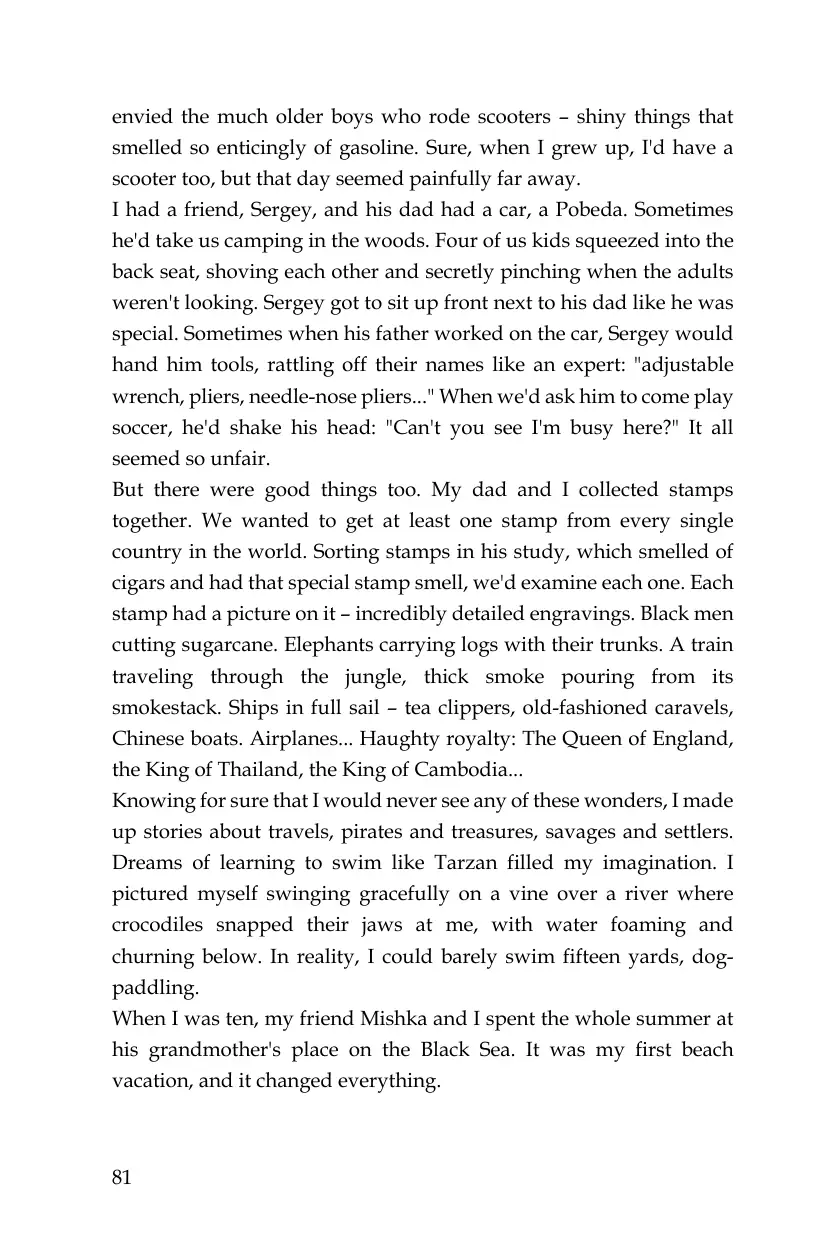 envied the much older boys who rode scooters – shiny things that
smelled so enticingly of gasoline. Sure, when I grew up, I'd have a
scooter too, but that day seemed painfully far away.
I had a friend, Sergey, and his dad had a car, a Pobeda. Sometimes
he'd take us camping in the woods. Four of us kids squeezed into the
back seat, shoving each other and secretly pinching when the adults
weren't looking. Sergey got to sit up front next to his dad like he was
special. Sometimes when his father worked on the car, Sergey would
hand him tools, rattling off their names like an expert: "adjustable
wrench, pliers, needle-nose pliers..." When we'd ask him to come play
soccer, he'd shake his head: "Can't you see I'm busy here?" It all
seemed so unfair.
But there were good things too. My dad and I collected stamps
together. We wanted to get at least one stamp from every single
country in the world. Sorting stamps in his study, which smelled of
cigars and had that special stamp smell, we'd examine each one. Each
stamp had a picture on it – incredibly detailed engravings. Black men
cutting sugarcane. Elephants carrying logs with their trunks. A train
traveling through the jungle, thick smoke pouring from its
smokestack. Ships in full sail – tea clippers, old-fashioned caravels,
Chinese boats. Airplanes... Haughty royalty: The Queen of England,
the King of Thailand, the King of Cambodia...
Knowing for sure that I would never see any of these wonders, I made
up stories about travels, pirates and treasures, savages and settlers.
Dreams of learning to swim like Tarzan filled my imagination. I
pictured myself swinging gracefully on a vine over a river where
crocodiles snapped their jaws at me, with water foaming and
churning below. In reality, I could barely swim fifteen yards, dog-
paddling.
When I was ten, my friend Mishka and I spent the whole summer at
his grandmother's place on the Black Sea. It was my first beach
vacation, and it changed everything.
81